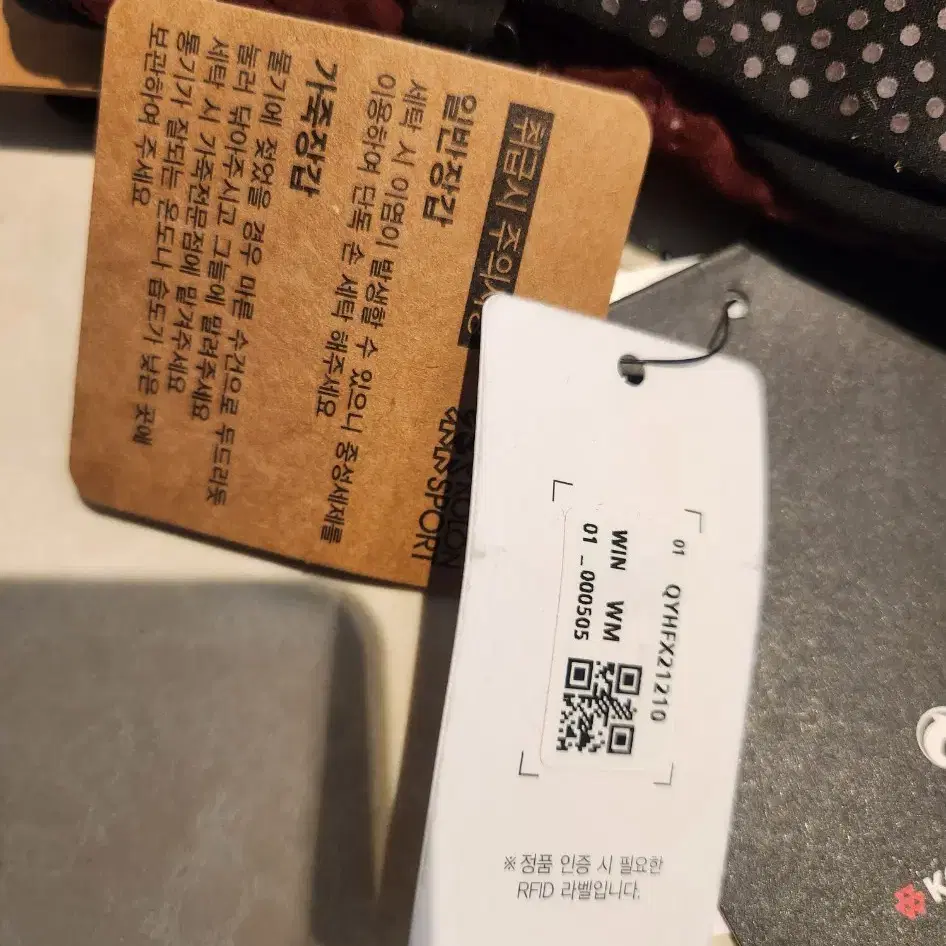 취급시 주의사항
일반장갑
세탁 시 이염이 발생할 수 있으니 중성세제를
이용하여 단독 손 세탁 해주세요
가죽장갑
물기에 젖었을 경우 마른 수건으로 두드리듯
눌러 닦아주시고 그늘에 말려주세요
세탁 시 가죽전문점에 맡겨주세요
통기가 잘되는 온도나 습도가 낮은 곳에
보관하여 주세요
KOLON
SPORT
01 QYHFX21210
WIN WM
01 _000505
※ 정품 인증 시 필요한
RFID 라벨입니다.